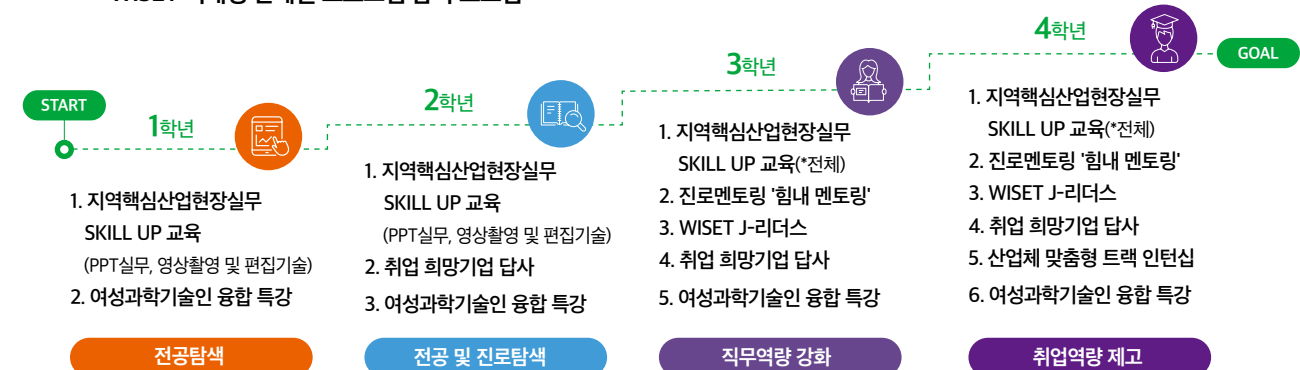 START
1학년
1. 지역핵심산업현장실무
SKILL UP 교육
(PPT실무, 영상촬영 및 편집기술)
2. 여성과학기술인 융합 특강
전공탐색
2학년
1. 지역핵심산업현장실무
SKILL UP 교육
(PPT실무, 영상촬영 및 편집기술)
2. 취업 희망기업 답사
3. 여성과학기술인 융합 특강
전공 및 진로탐색
3학년
1. 지역핵심산업현장실무
SKILL UP 교육(*전체)
2. 진로멘토링 '힘내 멘토링'
3. WISET J-리더스
4. 취업 희망기업 답사
5. 여성과학기술인 융합 특강
직무역량 강화
4학년
GOAL
1. 지역핵심산업현장실무
SKILL UP 교육(*전체)
2. 진로멘토링 '힘내 멘토링'
3. WISET J-리더스
4. 취업 희망기업 답사
5. 산업체 맞춤형 트랙 인턴십
6. 여성과학기술인 융합 특강
취업역량 제고